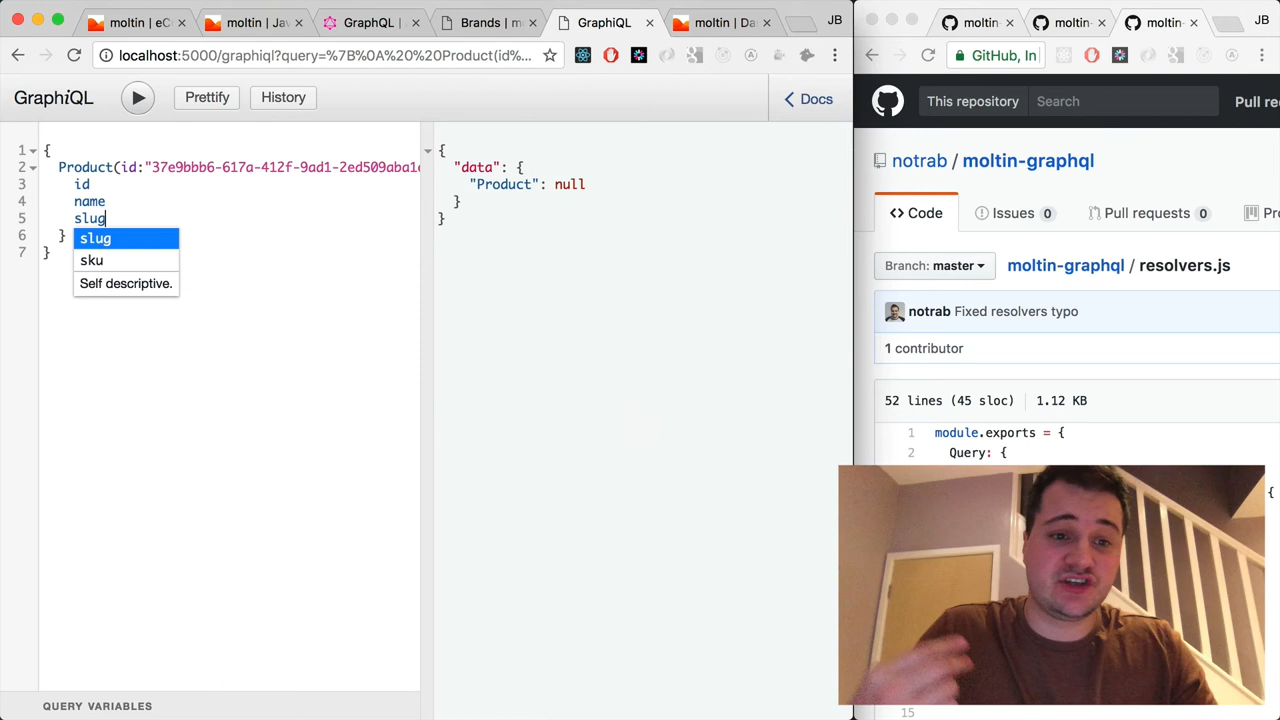 moltin | eC
moltin | Jav
GraphQL |
Brands | m
GraphiQL
moltin | Da
JB
localhost:5000/graphiql?query=%7B%0A%20%20Product(id%...
GraphiQL
Prettify
History
Docs
1 {
2 Product(id:"37e9bbb6-617a-412f-9ad1-2ed509aba1
3 id
4 name
5 slug
6 }
7 }
slug
sku
Self descriptive.
{
"data": {
"Product": null
}
}
QUERY VARIABLES
moltin-
moltin-
moltin-
JB
GitHub, In
This repository
Search
Pull re
notrab / moltin-graphql
Code
Issues 0
Pull requests 0
Pr
Branch: master
moltin-graphql / resolvers.js
notrab Fixed resolvers typo
1 contributor
52 lines (45 sloc)
1.12 KB
1 module.exports = {
2 Query: {
{
15